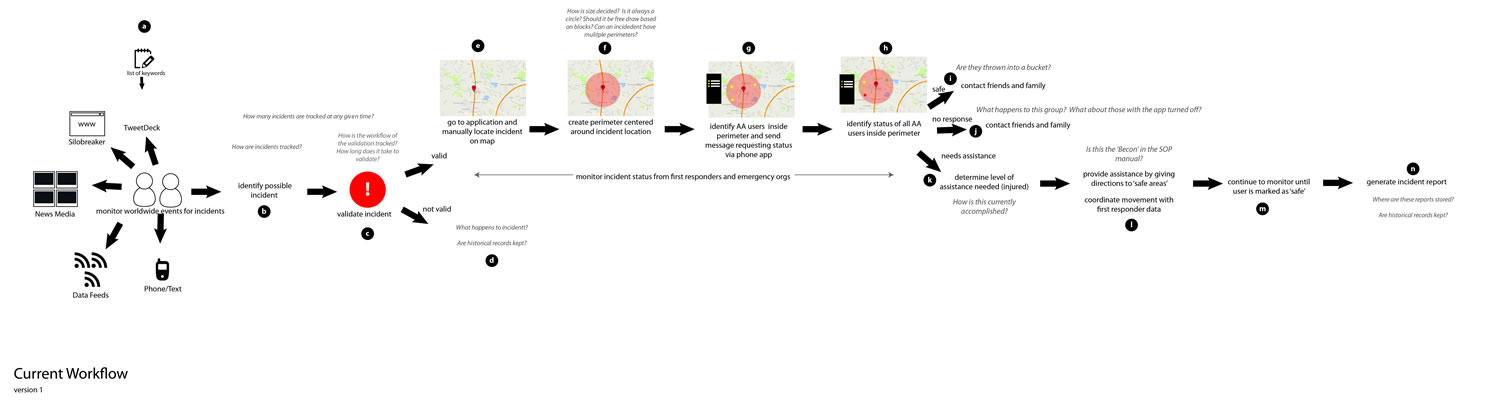 a
list of keywords
www
Silobreaker
TweetDeck
News Media
monitor worldwide events for incidents
Data Feeds
Phone/Text
How many incidents are tracked at any given time?
How are incidents tracked?
identify possible
incident
b
How is the workflow of
the validation tracked?
How long does it take to
validate?
!
validate incident
c
valid
not valid
What happens to incidentt?
Are historical records kept?
d
e
go to application and
manually locate incident
on map
How is size decided? Is it always a
circle? Should it be free draw based
on blocks? Can an incidedent have
mulitple perimeters?
f
create perimeter centered
around incident location
g
identify AA users inside
perimeter and send
message requesting status
via phone app
h
identify status of all AA
users inside perimeter
monitor incident status from first responders and emergency orgs
safe
i
Are they thrown into a bucket?
contact friends and family
no response
j
What happens to this group? What about those with the app turned off?
contact friends and family
needs assistance
k
determine level of
assistance needed (injured)
How is this currently
accomplished?
Is this the 'Becon' in the SOP
manual?
provide assistance by giving
directions to 'safe areas'
coordinate movement with
first responder data
l
continue to monitor until
user is marked as 'safe'
m
n
generate incident report
Where are these reports stored?
Are historical records kept?
Current Workflow
version 1